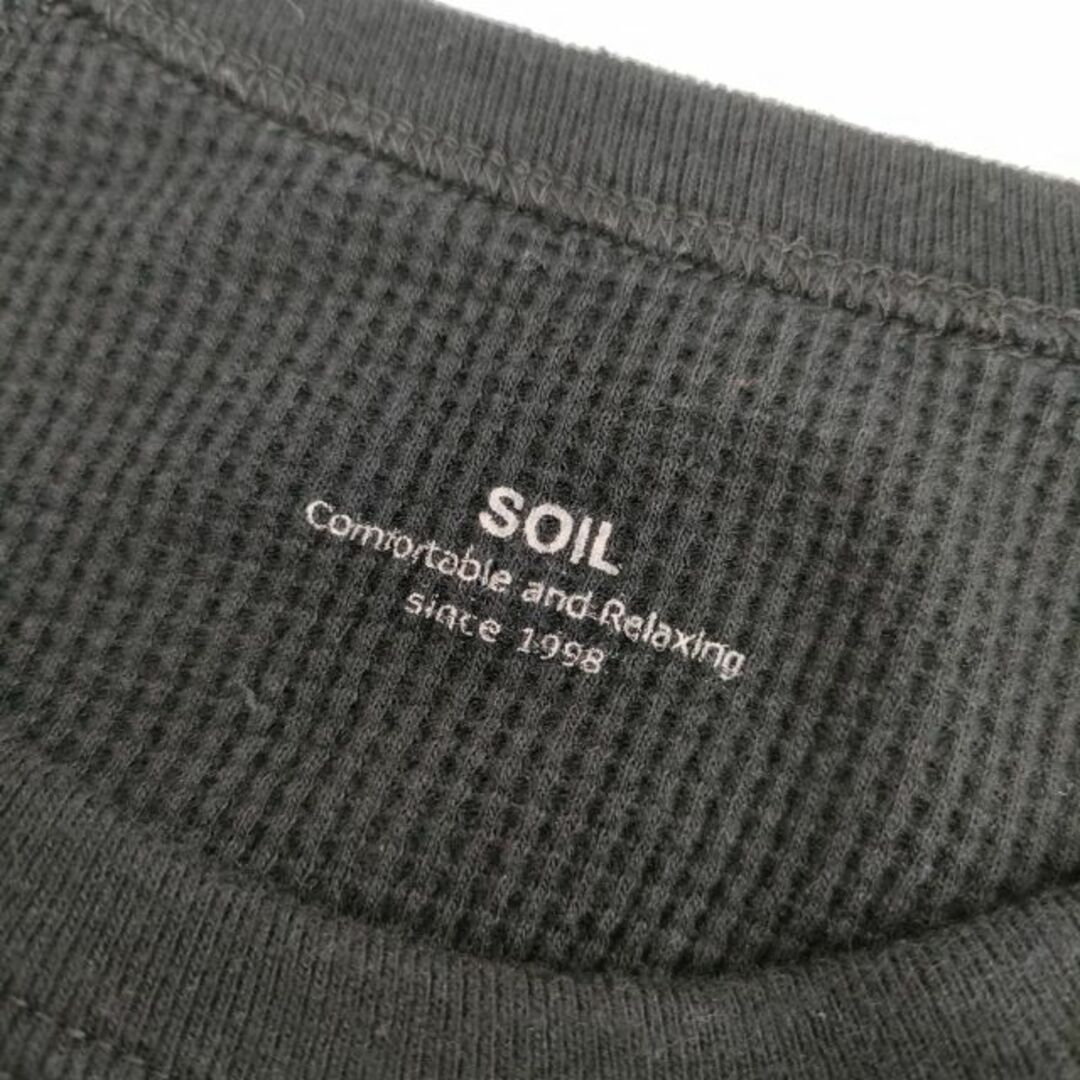 SOIL
Comfortable and Relaxing
since 1998